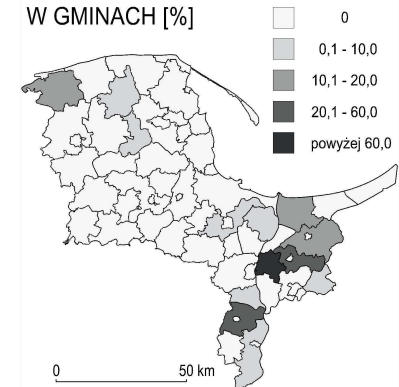 W GMINACH [%]
0
0,1 - 10,0
10,1 - 20,0
20,1 - 60,0
powyżej 60,0
0 50 km